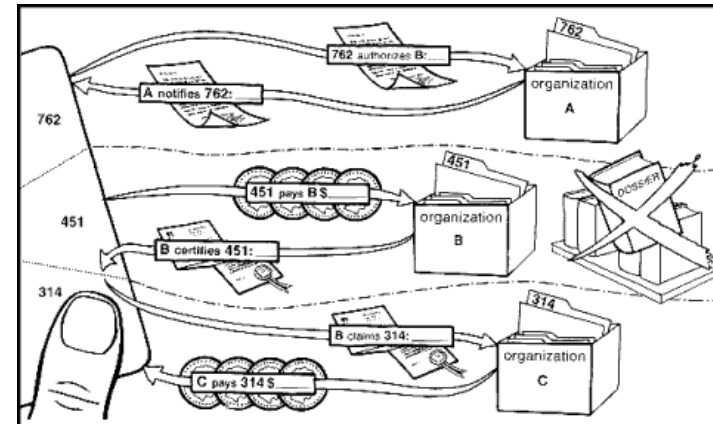 762
762 authorizes B:
762
A notifies 762:
organization
A
451
451 pays B $
451
organization
B
B certifies 451:
DOSSIER
314
B claims 314:
314
organization
C
C pays 314 $